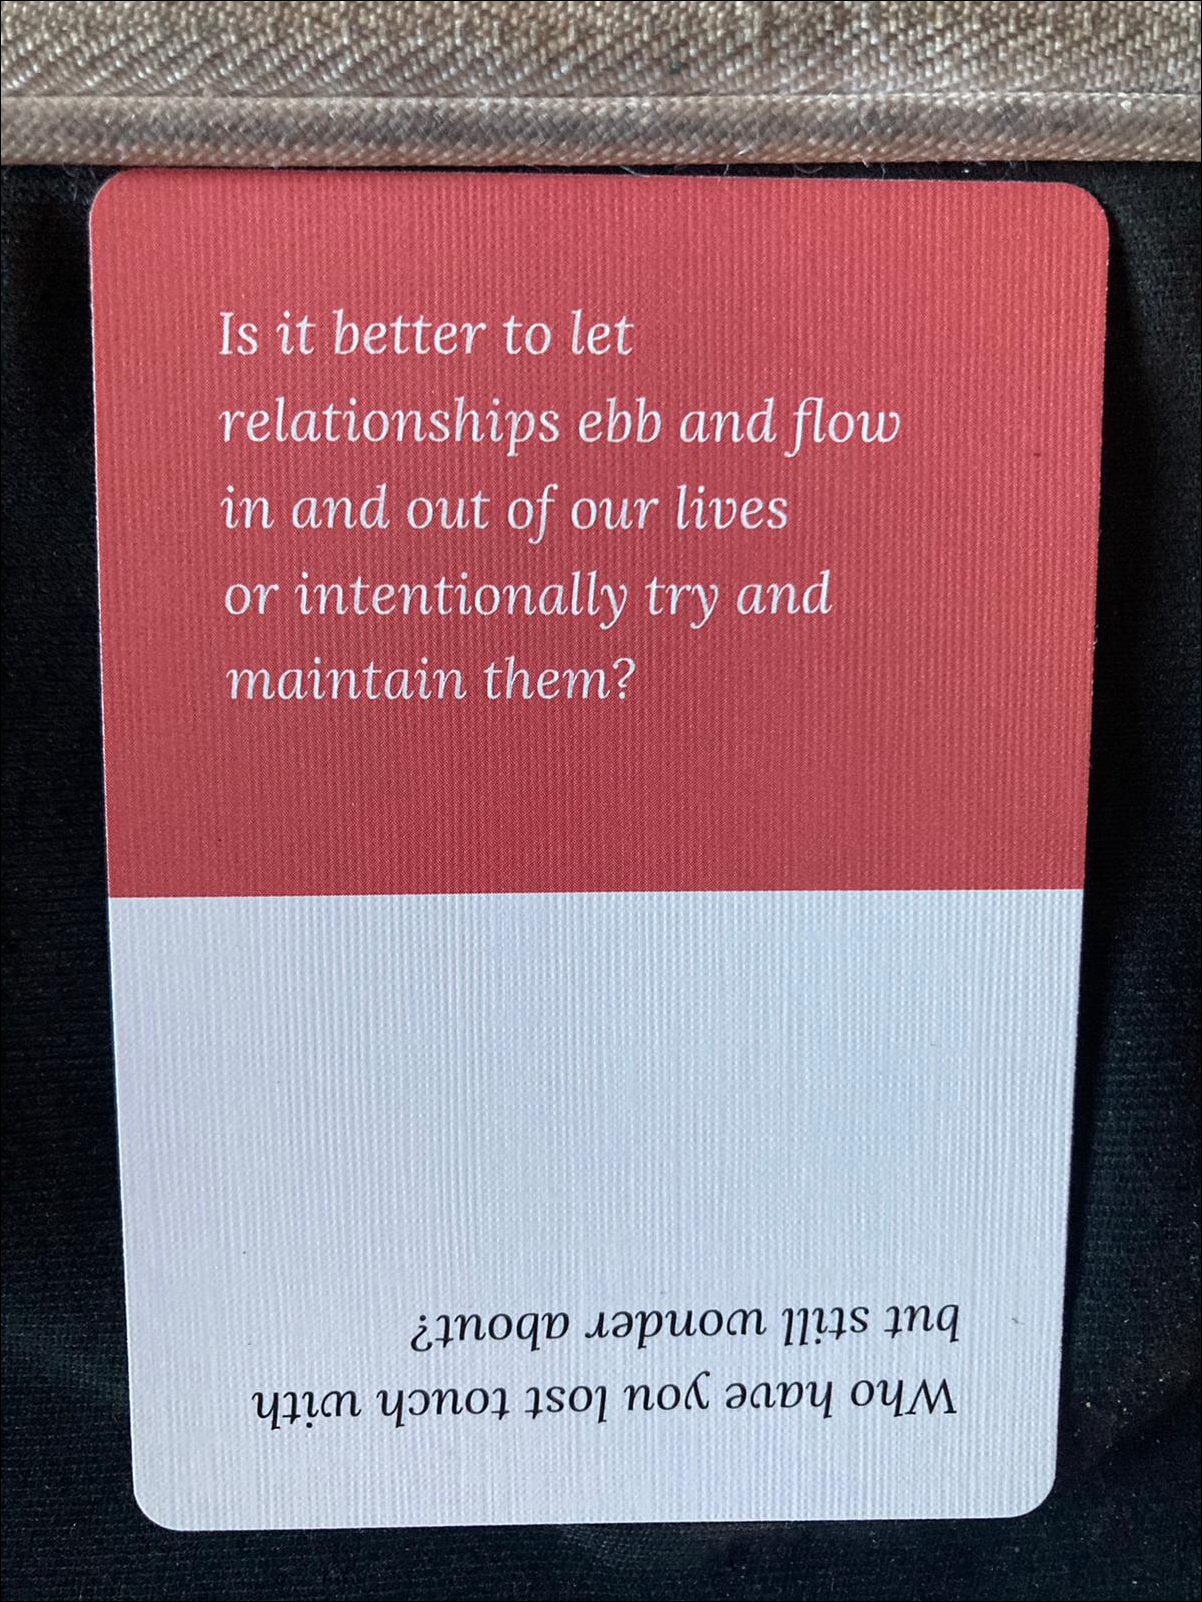 Is it better to let
relationships ebb and flow
in and out of our lives
or intentionally try and
maintain them?
Who have you lost touch with
but still wonder about?